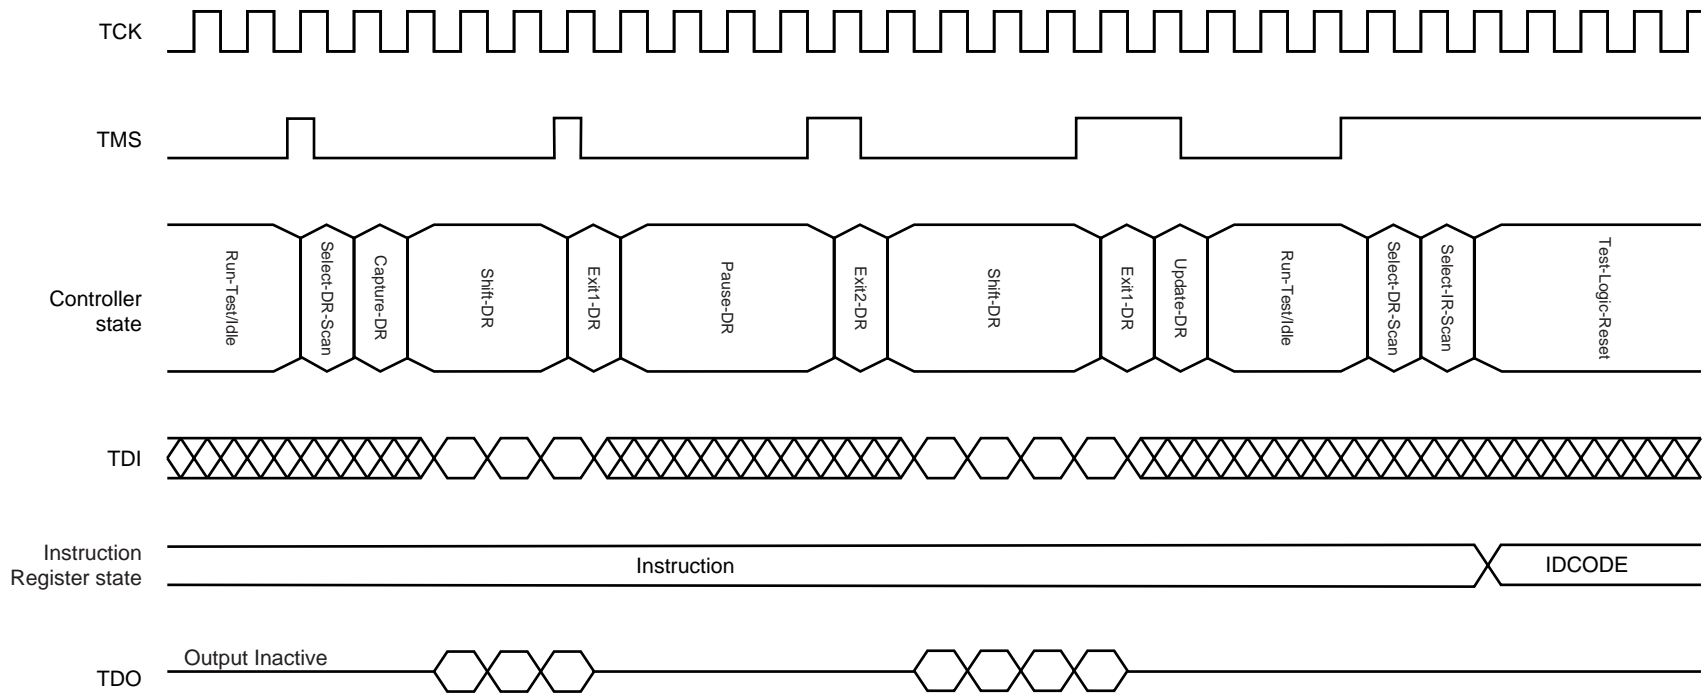 TCK
TMS
Controller
state
Run-Test/Idle
Select-DR-Scan
Capture-DR
Shift-DR
Exit1-DR
Pause-DR
Exit2-DR
Shift-DR
Exit1-DR
Update-DR
Run-Test/Idle
Select-DR-Scan
Select-IR-Scan
Test-Logic-Reset
TDI
Instruction
Register state
Instruction
IDCODE
TDO
Output Inactive